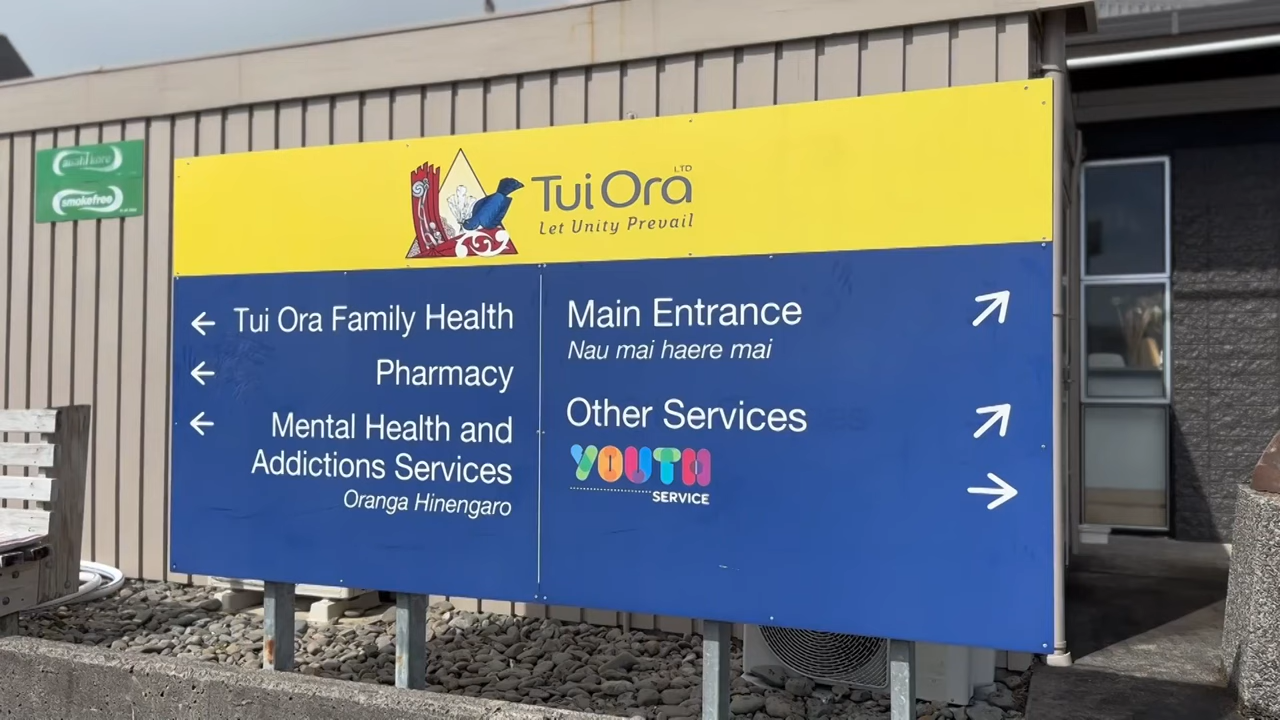 auahi kore
smokefree
Tui Ora LTD
Let Unity Prevail
← Tui Ora Family Health
← Pharmacy
← Mental Health and
Addictions Services
Oranga Hinengaro
Main Entrance ↗
Nau mai haere mai
Other Services ↗
YOUTH →
SERVICE